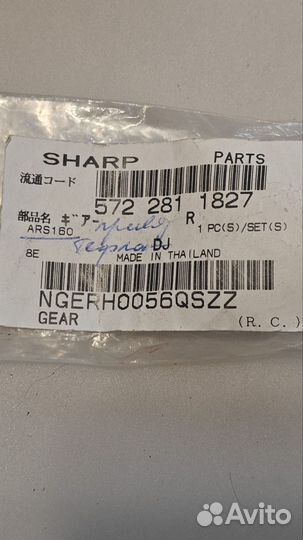 SHARP PARTS
流通コード 572 281 1827
部品名 ギアー R 1 PC(S)/SET(S)
ARS160 DJ
8E MADE IN THAILAND
NGERH0056QSZZ
GEAR (R.C.)
Avito